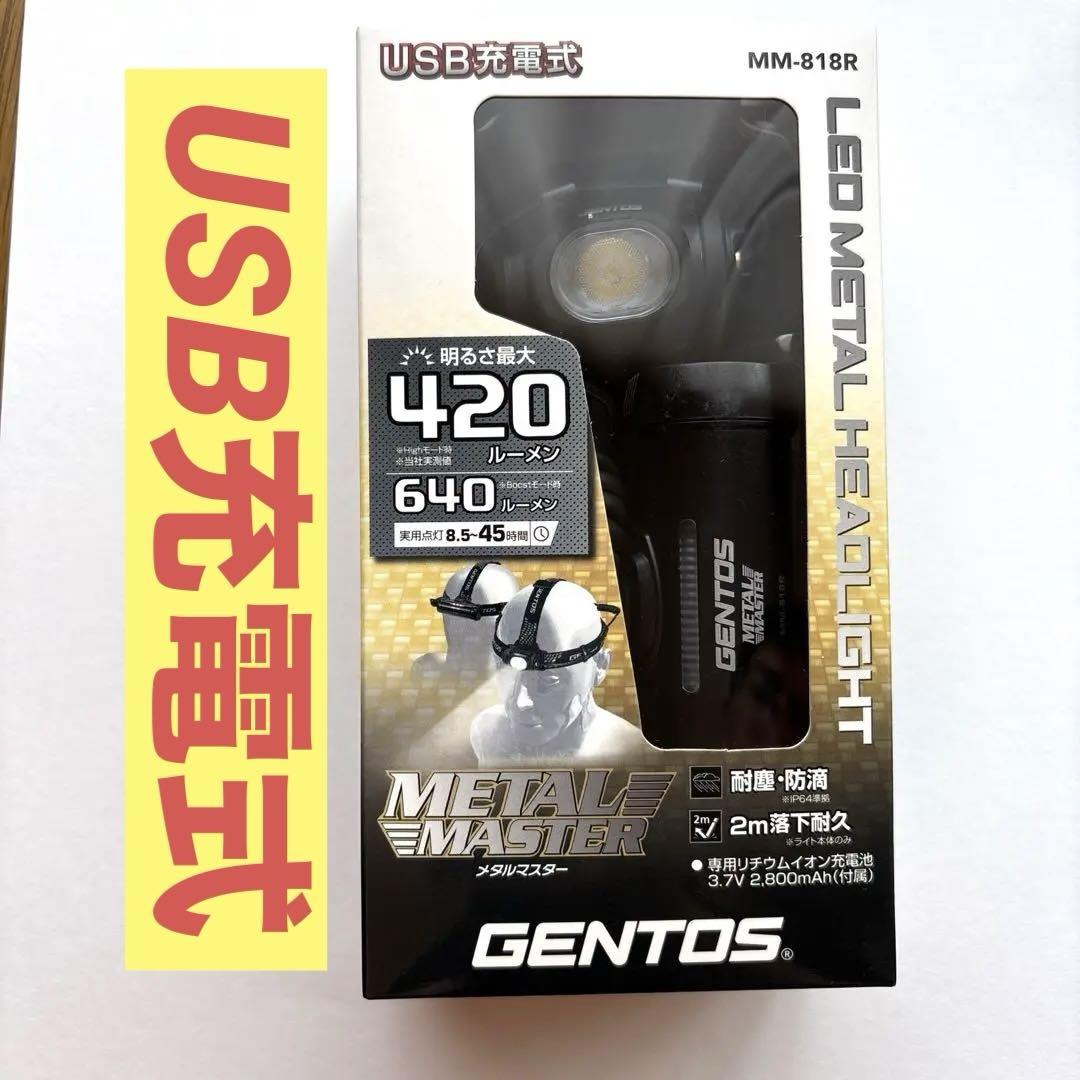 USB充電式
USB充電式
MM-818R
LED METAL HEADLIGHT
GENTOS
明るさ最大
420
ルーメン
※Highモード時
※当社実測値
640
※Boostモード時
ルーメン
実用点灯 8.5~45時間
GENTOS
METAL
MASTER
MM-818R
GENTOS
METAL
MASTER
メタルマスター
耐塵・防滴
※IP64準拠
2m
2m落下耐久
※ライト本体のみ
● 専用リチウムイオン充電池
3.7V 2,800mAh(付属)
GENTOS®